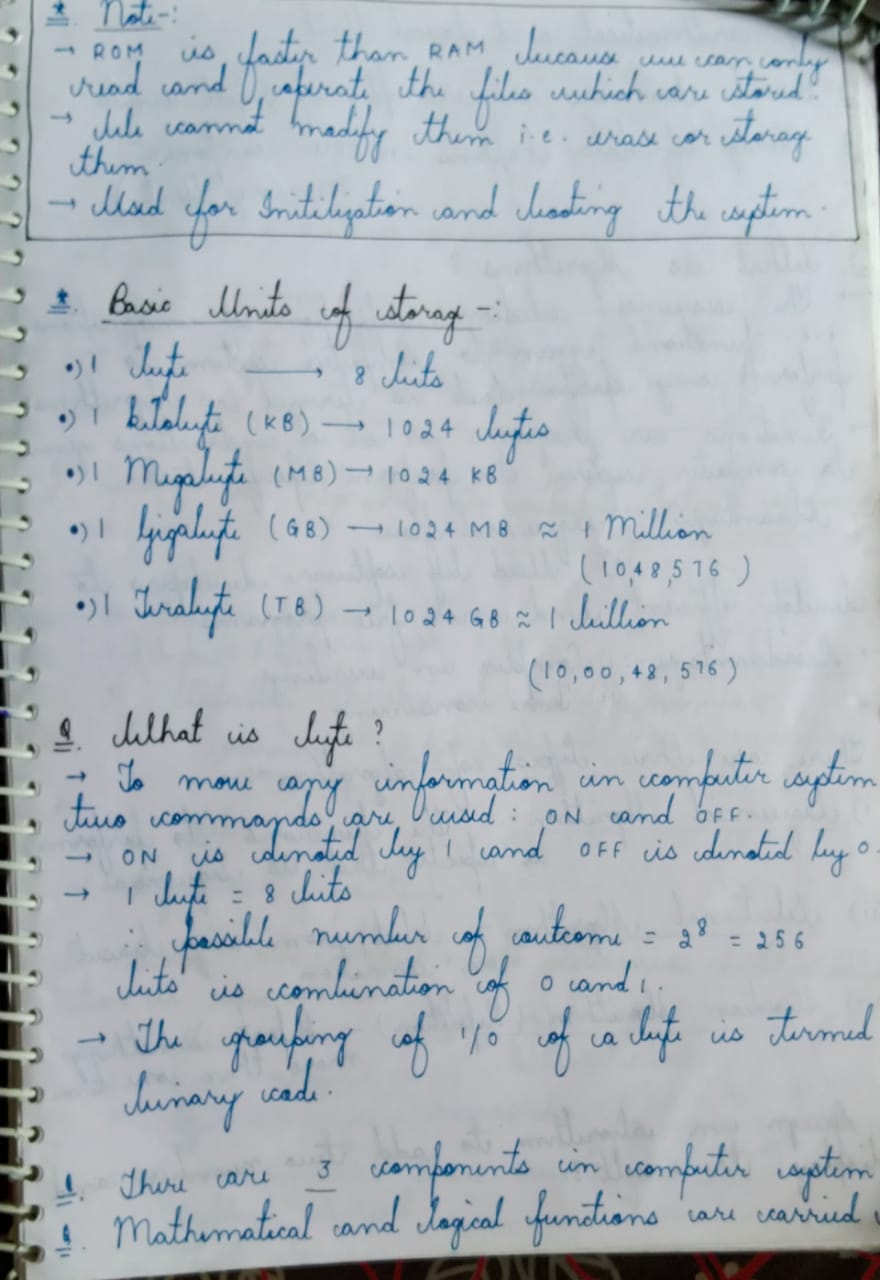 * Note-:
→ ROM is faster than RAM because we can only
read and operate the files which are stored.
→ We cannot modify them i.e. erase or storage
them.
→ Used for Initilization and booting the system.
* Basic Units of storage-:
•) 1 byte → 8 bits
•) 1 kilobyte (KB) → 1024 bytes
•) 1 Megabyte (MB) → 1024 KB
•) 1 Gigabyte (GB) → 1024 MB ≈ 1 Million
(10,48,576)
•) 1 Terabyte (TB) → 1024 GB ≈ 1 billion
(10,00,48,576)
Q. What is byte?
→ To move any information in computer system
two commands are used : ON and OFF.
→ ON is denoted by 1 and OFF is denoted by 0.
→ 1 byte = 8 bits
: possible number of outcome = 2⁸ = 256
bits is combination of 0 and 1.
→ The grouping of 1/0 of a byte is termed
binary code.
Q. There are 3 components in computer system
Q. Mathematical and logical functions are carried